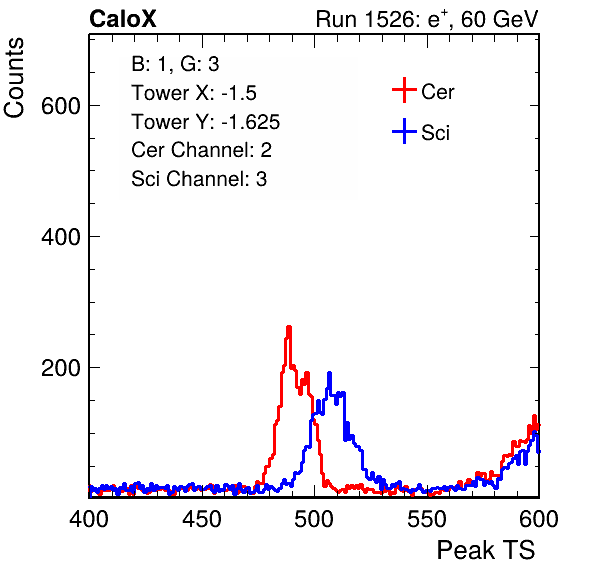 CaloX Run 1526: e⁺, 60 GeV
Counts
B: 1, G: 3
Tower X: -1.5
Tower Y: -1.625
Cer Channel: 2
Sci Channel: 3
Cer
Sci
600
400
200
400 450 500 550 600
Peak TS